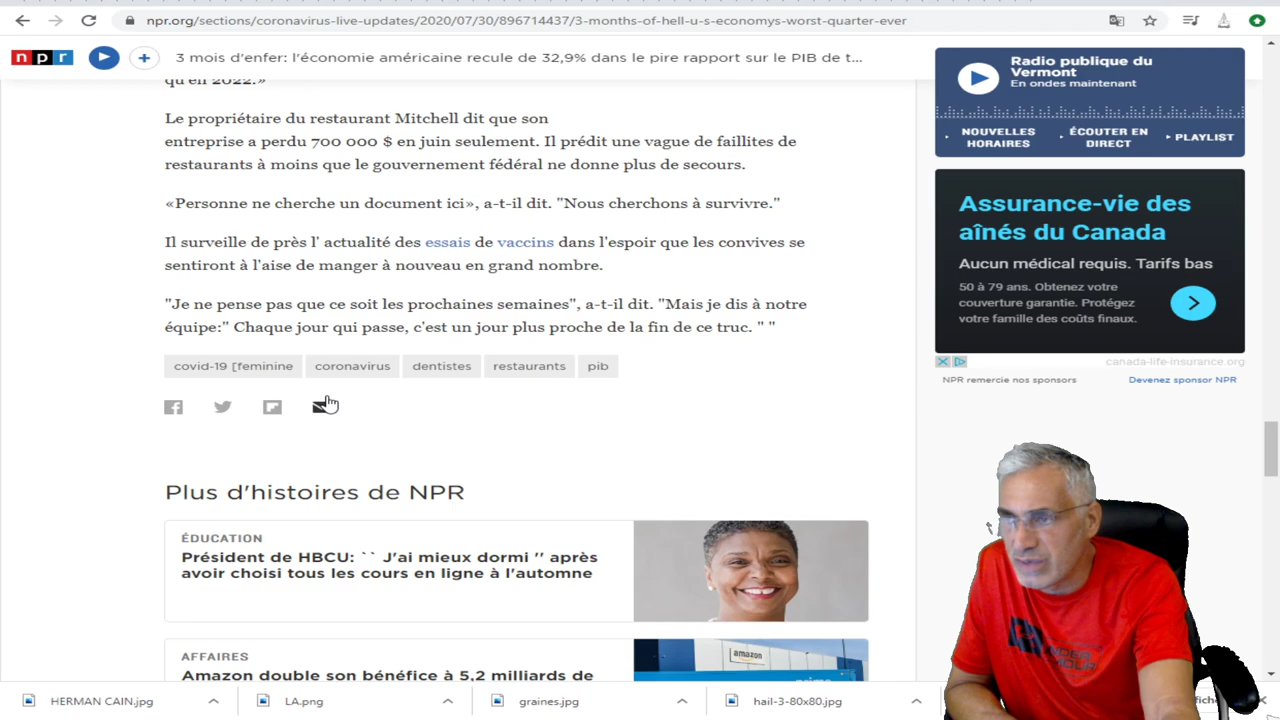 npr.org/sections/coronavirus-live-updates/2020/07/30/896714437/3-months-of-hell-u-s-economys-worst-quarter-ever
npr
3 mois d'enfer: l'économie américaine recule de 32,9% dans le pire rapport sur le PIB de t...
qu'en 2022.»
Le propriétaire du restaurant Mitchell dit que son
entreprise a perdu 700 000 $ en juin seulement. Il prédit une vague de faillites de
restaurants à moins que le gouvernement fédéral ne donne plus de secours.
«Personne ne cherche un document ici», a-t-il dit. "Nous cherchons à survivre."
Il surveille de près l' actualité des essais de vaccins dans l'espoir que les convives se
sentiront à l'aise de manger à nouveau en grand nombre.
"Je ne pense pas que ce soit les prochaines semaines", a-t-il dit. "Mais je dis à notre
équipe:" Chaque jour qui passe, c'est un jour plus proche de la fin de ce truc. " "
covid-19 [feminine
coronavirus
dentistes
restaurants
pib
Plus d'histoires de NPR
ÉDUCATION
Président de HBCU: `` J'ai mieux dormi '' après
avoir choisi tous les cours en ligne à l'automne
AFFAIRES
Amazon double son bénéfice à 5,2 milliards de
amazon
prime
Radio publique du
Vermont
En ondes maintenant
NOUVELLES
HORAIRES
ÉCOUTER EN
DIRECT
PLAYLIST
Assurance-vie des
aînés du Canada
Aucun médical requis. Tarifs bas
50 à 79 ans. Obtenez votre
couverture garantie. Protégez
votre famille des coûts finaux.
canada-life-insurance.org
NPR remercie nos sponsors
Devenez sponsor NPR
HERMAN CAIN.jpg
LA.png
graines.jpg
hail-3-80x80.jpg